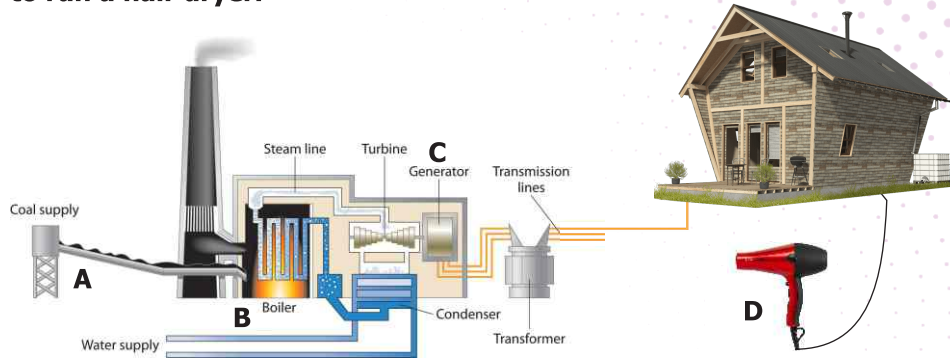 to run a hair dryer.
Steam line
Turbine
C
Generator
Transmission
lines
Coal supply
A
B
Boiler
Condenser
D
Transformer
Water supply